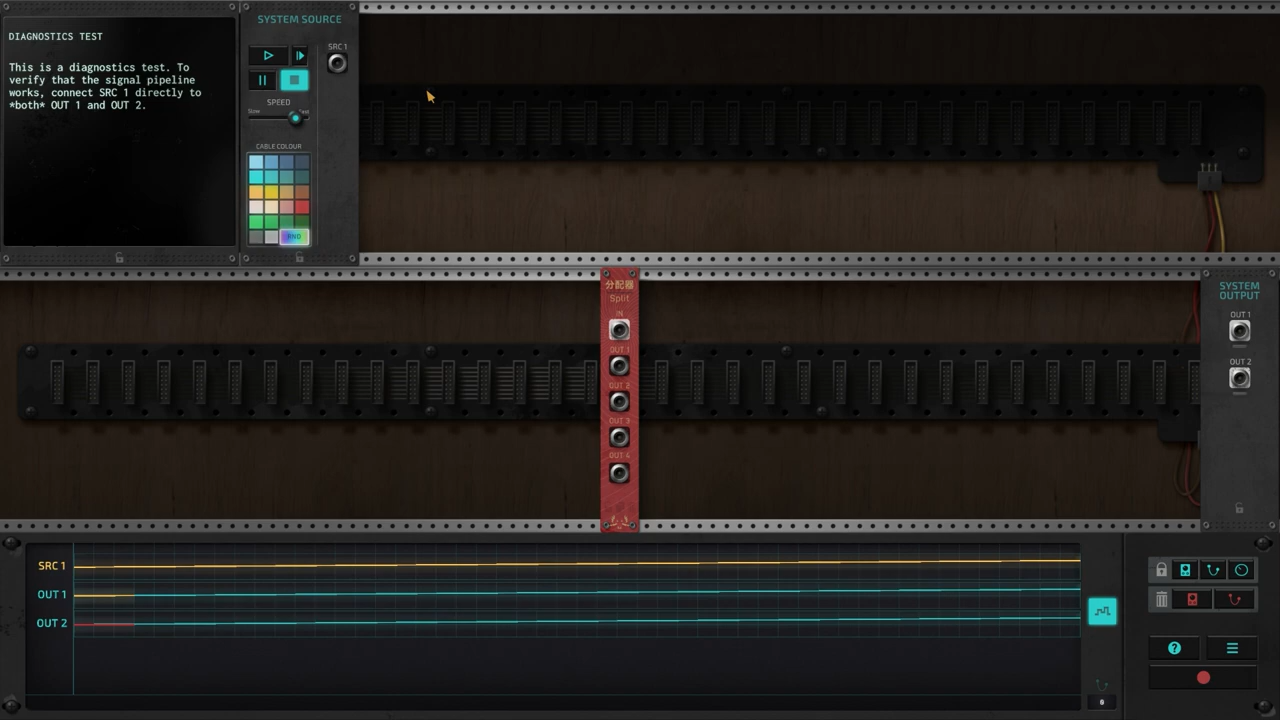 DIAGNOSTICS TEST
This is a diagnostics test. To
verify that the signal pipeline
works, connect SRC 1 directly to
*both* OUT 1 and OUT 2.
SYSTEM SOURCE
SRC 1
SPEED
Slow
Fast
CABLE COLOUR
RND
分配器
Split
IN
OUT 1
OUT 2
OUT 3
OUT 4
SYSTEM
OUTPUT
OUT 1
OUT 2
SRC 1
OUT 1
OUT 2
?
0